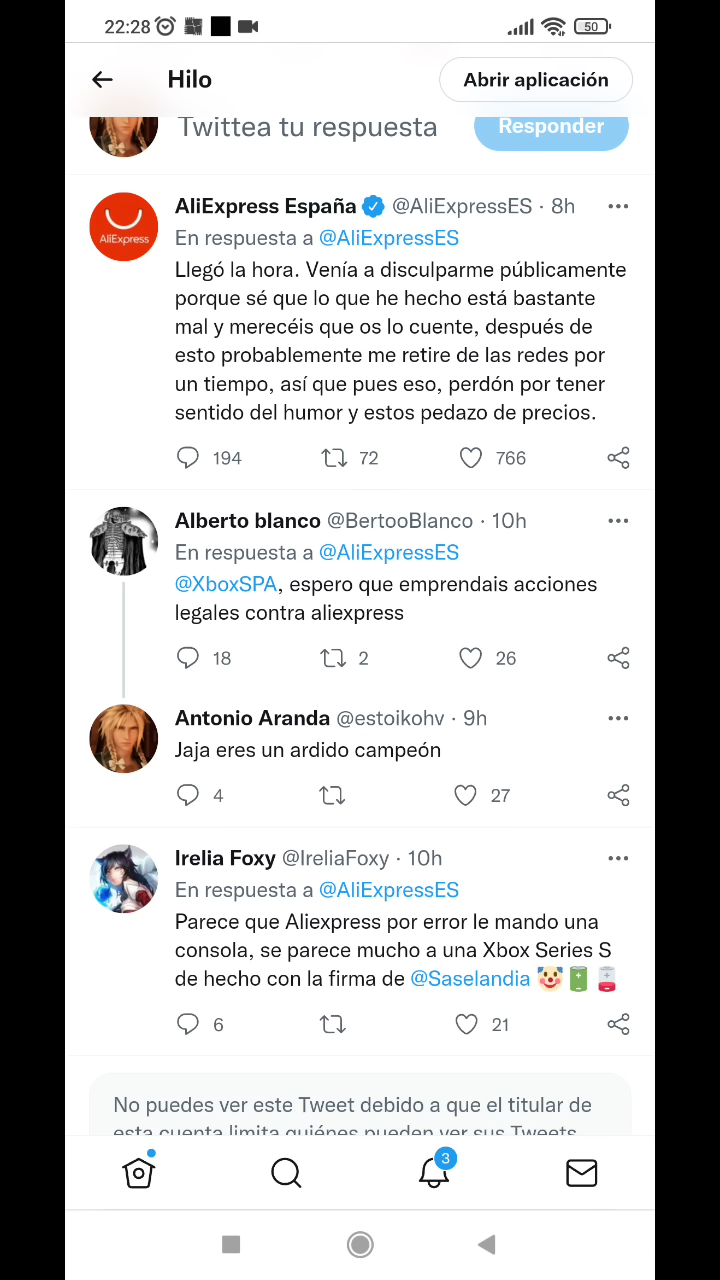 22:28
50
Hilo
Abrir aplicación
Twittea tu respuesta
Responder
AliExpress
AliExpress España @AliExpressES · 8h
En respuesta a @AliExpressES
Llegó la hora. Venía a disculparme públicamente
porque sé que lo que he hecho está bastante
mal y merecéis que os lo cuente, después de
esto probablemente me retire de las redes por
un tiempo, así que pues eso, perdón por tener
sentido del humor y estos pedazo de precios.
194 72 766
Alberto blanco @BertooBlanco · 10h
En respuesta a @AliExpressES
@XboxSPA, espero que emprendais acciones
legales contra aliexpress
18 2 26
Antonio Aranda @estoikohv · 9h
Jaja eres un ardido campeón
4 27
Irelia Foxy @IreliaFoxy · 10h
En respuesta a @AliExpressES
Parece que Aliexpress por error le mando una
consola, se parece mucho a una Xbox Series S
de hecho con la firma de @Saselandia 🤡🔋🪫
6 21
No puedes ver este Tweet debido a que el titular de
esta cuenta limita quiénes pueden ver sus Tweets
3